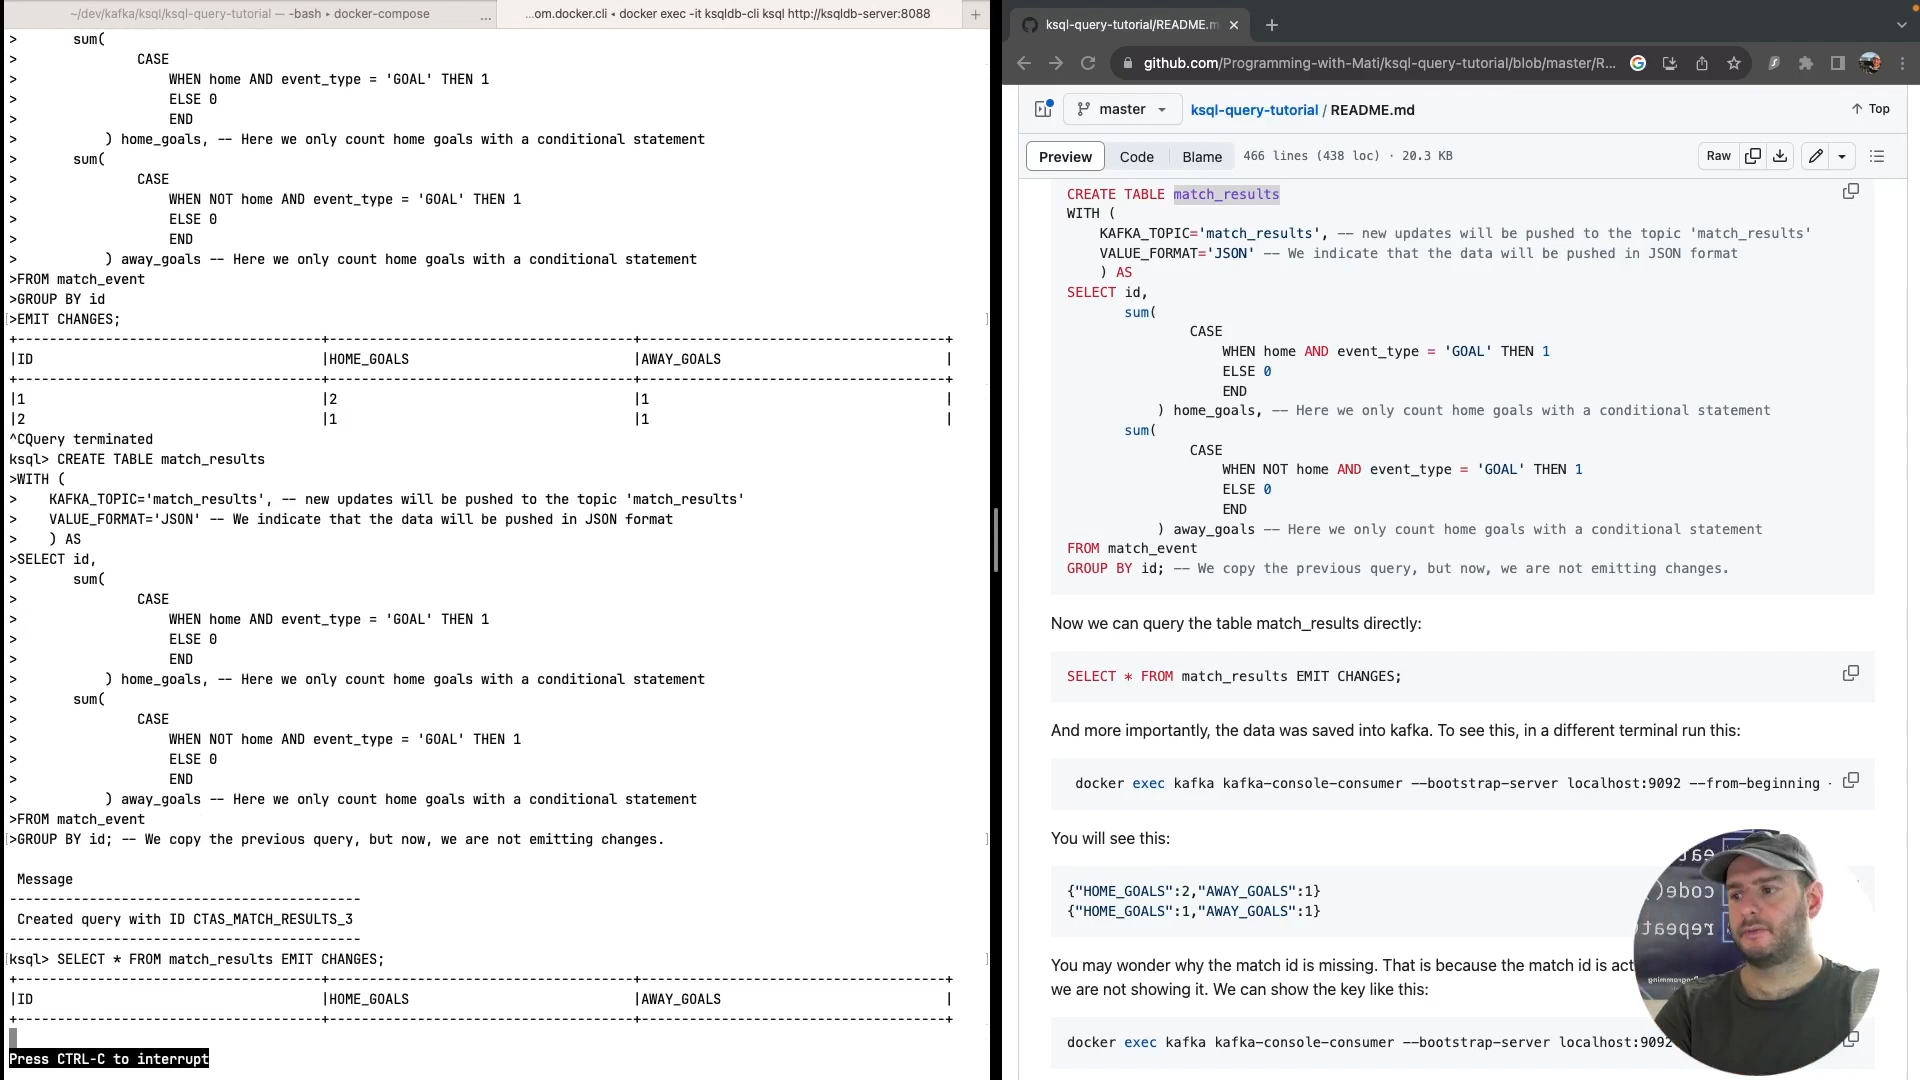 ~/dev/kafka/ksql/ksql-query-tutorial — -bash ▸ docker-compose
...
...om.docker.cli ◂ docker exec -it ksqldb-cli ksql http://ksqldb-server:8088
>       sum(
>               CASE
>                   WHEN home AND event_type = 'GOAL' THEN 1
>                   ELSE 0
>                   END
>           ) home_goals, -- Here we only count home goals with a conditional statement
>       sum(
>               CASE
>                   WHEN NOT home AND event_type = 'GOAL' THEN 1
>                   ELSE 0
>                   END
>           ) away_goals -- Here we only count home goals with a conditional statement
>FROM match_event
>GROUP BY id
>EMIT CHANGES;
+--------------------------------------+--------------------------------------+--------------------------------------+
|ID                                    |HOME_GOALS                            |AWAY_GOALS                            |
+--------------------------------------+--------------------------------------+--------------------------------------+
|1                                     |2                                     |1                                     |
|2                                     |1                                     |1                                     |
^CQuery terminated
ksql> CREATE TABLE match_results
>WITH (
>    KAFKA_TOPIC='match_results', -- new updates will be pushed to the topic 'match_results'
>    VALUE_FORMAT='JSON' -- We indicate that the data will be pushed in JSON format
>    ) AS
>SELECT id,
>       sum(
>               CASE
>                   WHEN home AND event_type = 'GOAL' THEN 1
>                   ELSE 0
>                   END
>           ) home_goals, -- Here we only count home goals with a conditional statement
>       sum(
>               CASE
>                   WHEN NOT home AND event_type = 'GOAL' THEN 1
>                   ELSE 0
>                   END
>           ) away_goals -- Here we only count home goals with a conditional statement
>FROM match_event
>GROUP BY id; -- We copy the previous query, but now, we are not emitting changes.
Message
--------------------------------------------
Created query with ID CTAS_MATCH_RESULTS_3
--------------------------------------------
ksql> SELECT * FROM match_results EMIT CHANGES;
+--------------------------------------+--------------------------------------+--------------------------------------+
|ID                                    |HOME_GOALS                            |AWAY_GOALS                            |
+--------------------------------------+--------------------------------------+--------------------------------------+
Press CTRL-C to interrupt
ksql-query-tutorial/README.m
github.com/Programming-with-Mati/ksql-query-tutorial/blob/master/R...
master
ksql-query-tutorial / README.md
Top
Preview Code Blame 466 lines (438 loc) · 20.3 KB Raw
CREATE TABLE match_results
WITH (
    KAFKA_TOPIC='match_results', -- new updates will be pushed to the topic 'match_results'
    VALUE_FORMAT='JSON' -- We indicate that the data will be pushed in JSON format
    ) AS
SELECT id,
       sum(
               CASE
                   WHEN home AND event_type = 'GOAL' THEN 1
                   ELSE 0
                   END
           ) home_goals, -- Here we only count home goals with a conditional statement
       sum(
               CASE
                   WHEN NOT home AND event_type = 'GOAL' THEN 1
                   ELSE 0
                   END
           ) away_goals -- Here we only count home goals with a conditional statement
FROM match_event
GROUP BY id; -- We copy the previous query, but now, we are not emitting changes.
Now we can query the table match_results directly:
SELECT * FROM match_results EMIT CHANGES;
And more importantly, the data was saved into kafka. To see this, in a different terminal run this:
docker exec kafka kafka-console-consumer --bootstrap-server localhost:9092 --from-beginning -
You will see this:
{"HOME_GOALS":2,"AWAY_GOALS":1}
{"HOME_GOALS":1,"AWAY_GOALS":1}
You may wonder why the match id is missing. That is because the match id is act
we are not showing it. We can show the key like this:
docker exec kafka kafka-console-consumer --bootstrap-server localhost:9092
code(
repeat